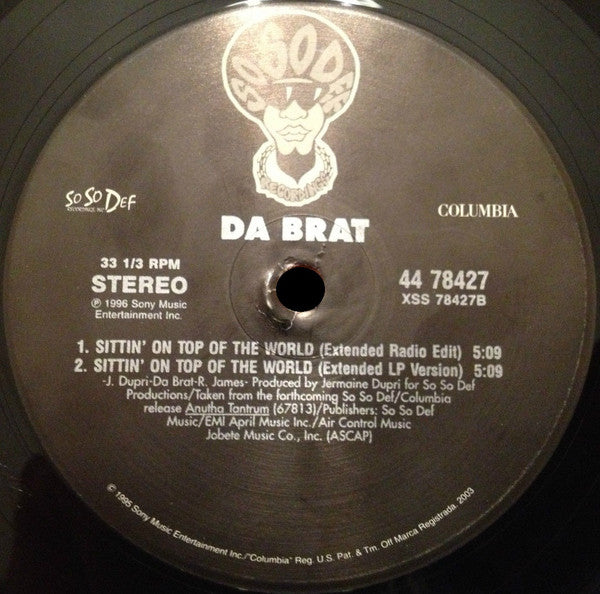 SO SO DEF
RECORDINGS
SO SO DEF
RECORDINGS, INC.
COLUMBIA
DA BRAT
33 1/3 RPM
STEREO
℗ 1996 Sony Music
Entertainment Inc.
44 78427
XSS 78427B
1. SITTIN' ON TOP OF THE WORLD (Extended Radio Edit) 5:09
2. SITTIN' ON TOP OF THE WORLD (Extended LP Version) 5:09
-J. Dupri-Da Brat-R. James- Produced by Jermaine Dupri for So So Def
Productions/Taken from the forthcoming So So Def/Columbia
release Anutha Tantrum (67813)/Publishers: So So Def
Music/EMI April Music Inc./Air Control Music
Jobete Music Co., Inc. (ASCAP)
© 1995 Sony Music Entertainment Inc./"Columbia" Reg. U.S. Pat. & Tm. Off Marca Registrada. 2003